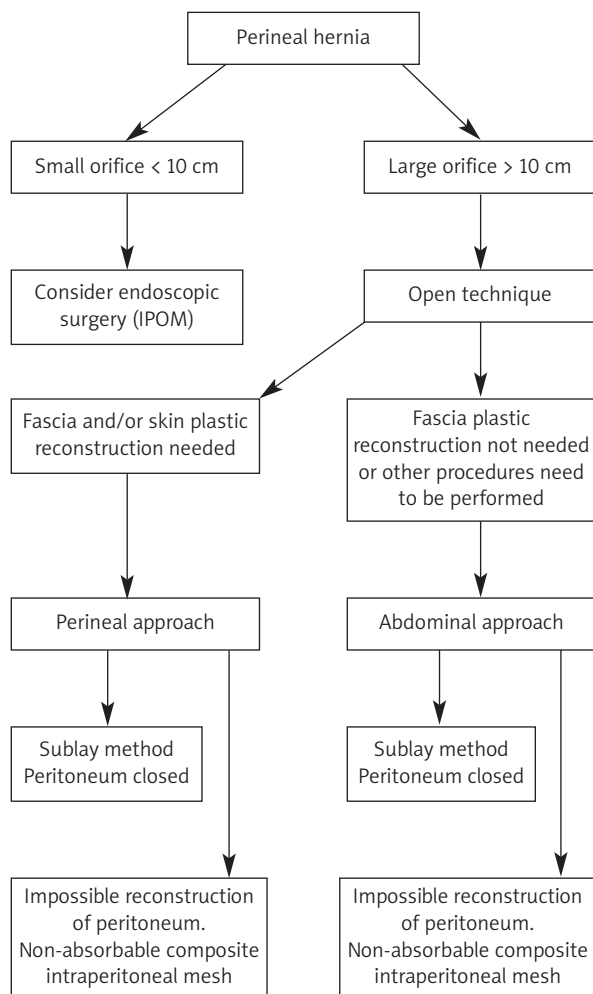 Perineal hernia
Small orifice < 10 cm
Large orifice > 10 cm
Consider endoscopic
surgery (IPOM)
Open technique
Fascia and/or skin plastic
reconstruction needed
Fascia plastic
reconstruction not needed
or other procedures need
to be performed
Perineal approach
Abdominal approach
Sublay method
Peritoneum closed
Sublay method
Peritoneum closed
Impossible reconstruction
of peritoneum.
Non-absorbable composite
intraperitoneal mesh
Impossible reconstruction
of peritoneum.
Non-absorbable composite
intraperitoneal mesh